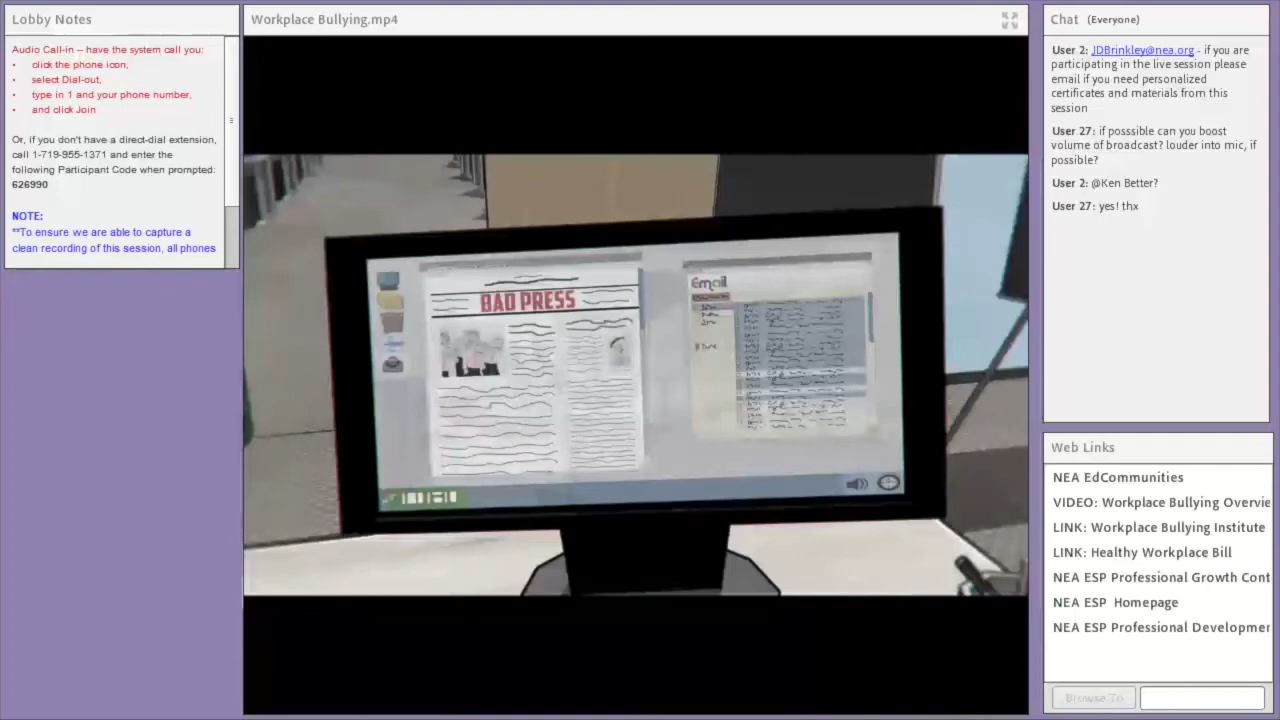 Lobby Notes
Audio Call-in – have the system call you:
• click the phone icon,
• select Dial-out,
• type in 1 and your phone number,
• and click Join
Or, if you don't have a direct-dial extension,
call 1-719-955-1371 and enter the
following Participant Code when prompted:
626990
NOTE:
**To ensure we are able to capture a
clean recording of this session, all phones
Workplace Bullying.mp4
BAD PRESS
Email
Chat (Everyone)
User 2: JDBrinkley@nea.org - if you are
participating in the live session please
email if you need personalized
certificates and materials from this
session
User 27: if posssible can you boost
volume of broadcast? louder into mic, if
possible?
User 2: @Ken Better?
User 27: yes! thx
Web Links
NEA EdCommunities
VIDEO: Workplace Bullying Overvie
LINK: Workplace Bullying Institute
LINK: Healthy Workplace Bill
NEA ESP Professional Growth Cont
NEA ESP Homepage
NEA ESP Professional Developmer
Browse To